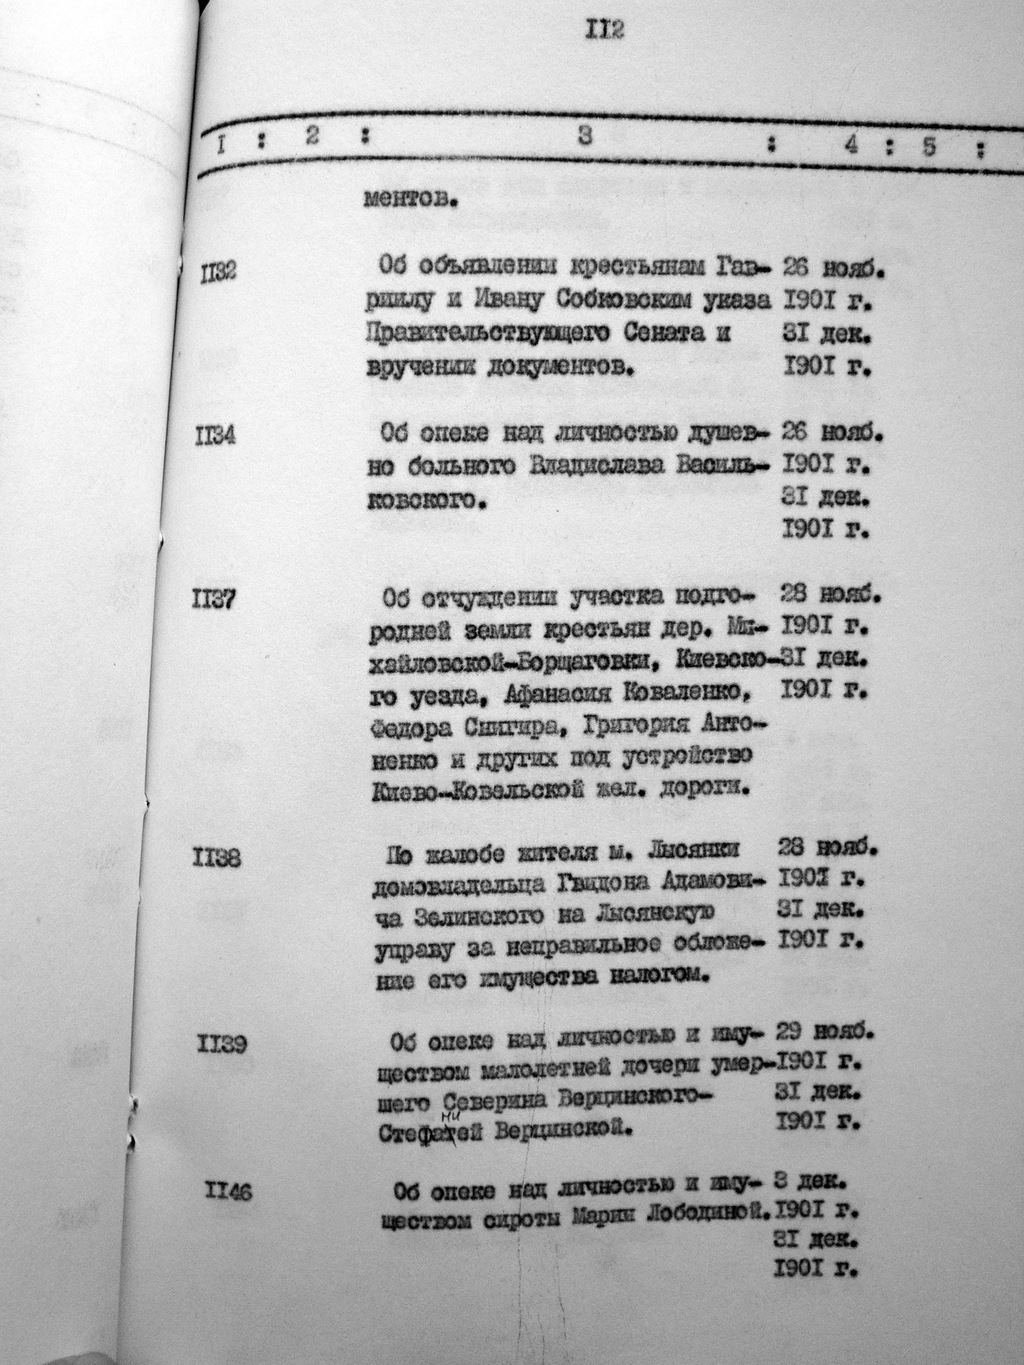 II2
I : 2 : 3 : 4 : 5 :
ментов.
II32 Об объявлении крестьянам Гав- 26 нояб.
риилу и Ивану Собковским указа I90I г.
Правительствующего Сената и 3I дек.
вручении документов. I90I г.
II34 Об опеке над личностью душев- 26 нояб.
но больного Владислава Василь- I90I г.
ковского. 3I дек.
I90I г.
II37 Об отчуждении участка подго- 28 нояб.
родней земли крестьян дер. Ми- I90I г.
хайловской-Борщаговки, Киевско- 3I дек.
го уезда, Афанасия Коваленко, I90I г.
Федора Снигира, Григория Анто-
ненко и других под устройство
Киево-Ковельской жел. дороги.
II38 По жалобе жителя м. Лысянки 28 нояб.
домовладельца Гвидона Адамови- I90I г.
ча Зелинского на Лысянскую 3I дек.
управу за неправильное обложе- I90I г.
ние его имущества налогом.
II39 Об опеке над личностью и иму- 29 нояб.
ществом малолетней дочери умер- I90I г.
шего Северина Верцинского- 3I дек.
Стефании Верцинской. I90I г.
II46 Об опеке над личностью и иму- 3 дек.
ществом сироты Марии Лободиной. I90I г.
3I дек.
I90I г.